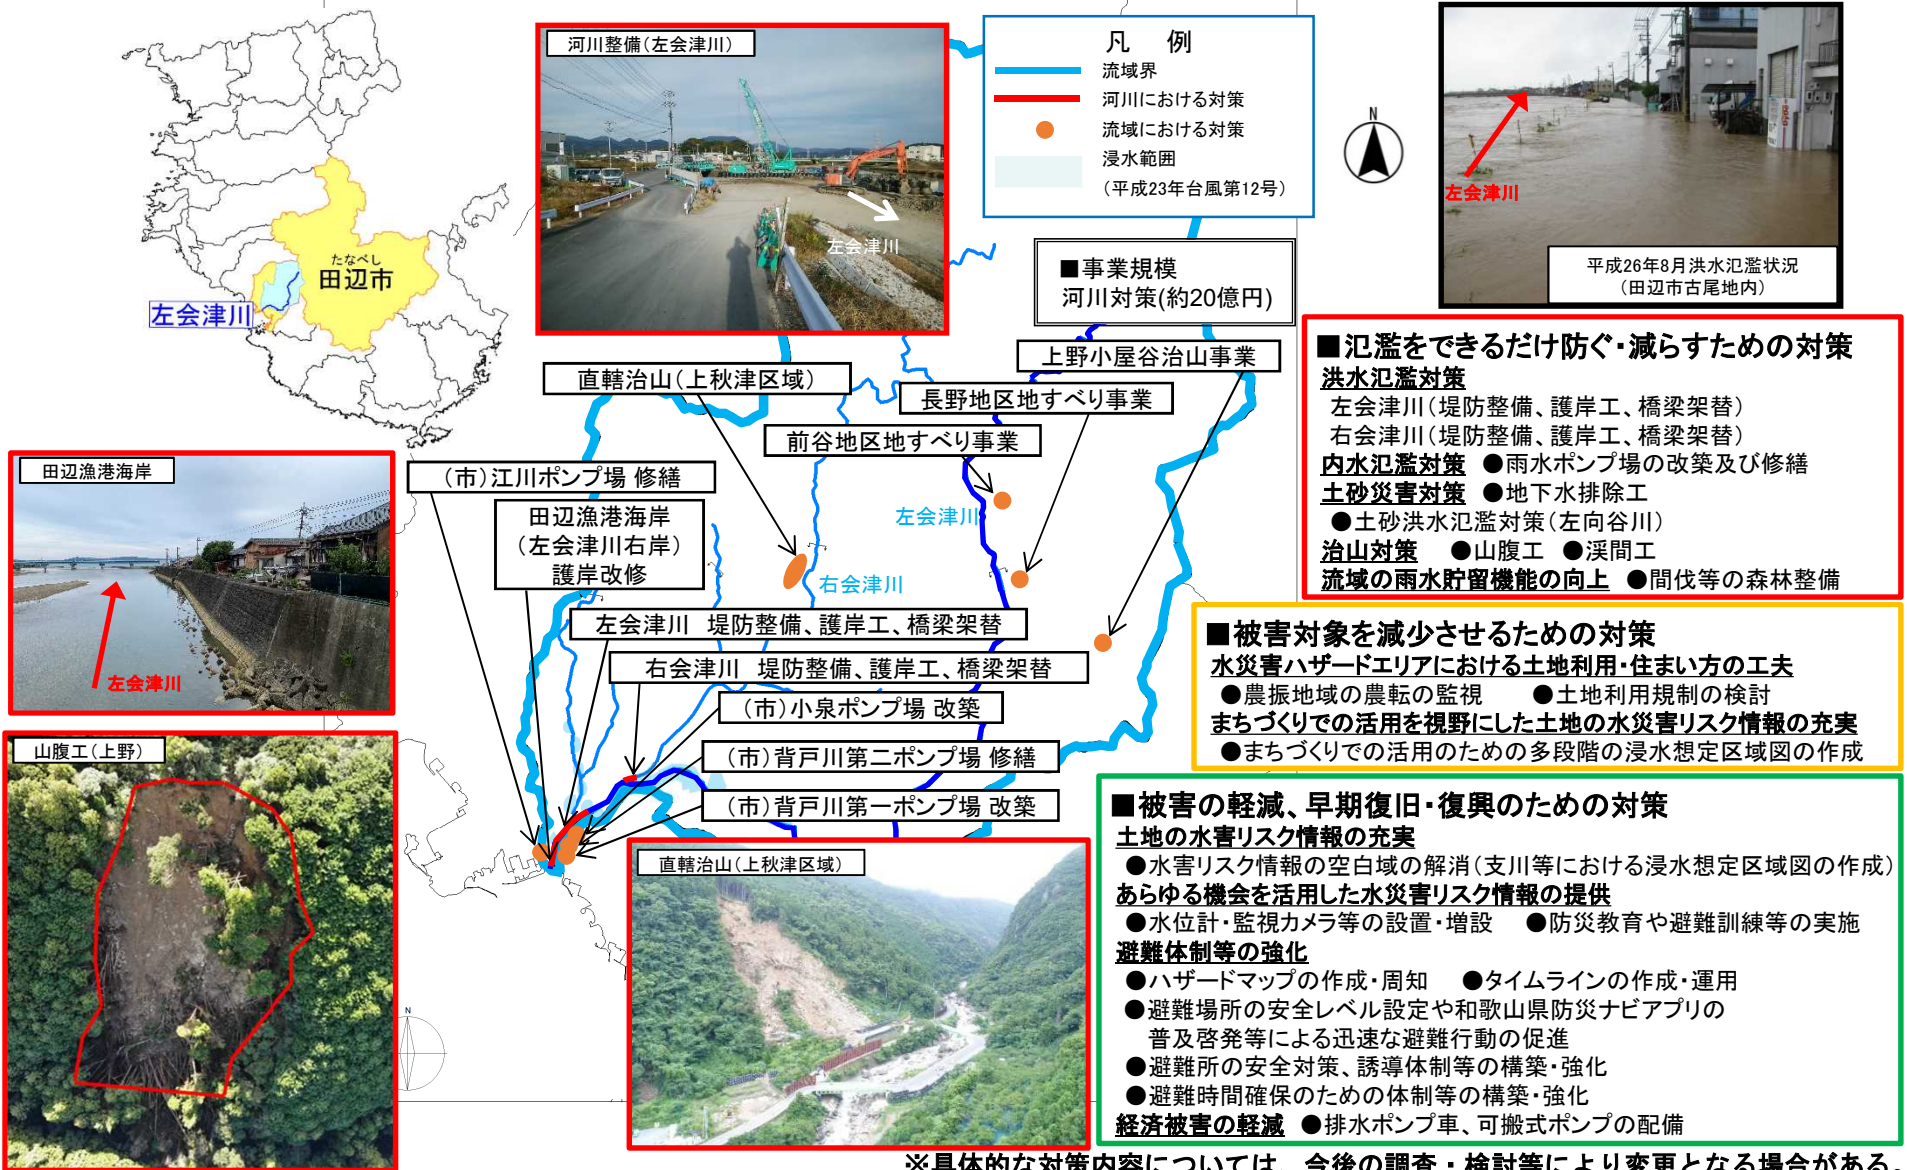 たなべし
田辺市
左会津川
河川整備(左会津川)
左会津川
凡 例
流域界
河川における対策
流域における対策
浸水範囲
(平成23年台風第12号)
N
左会津川
平成26年8月洪水氾濫状況
(田辺市古尾地内)
■事業規模
河川対策(約20億円)
上野小屋谷治山事業
直轄治山(上秋津区域)
長野地区地すべり事業
前谷地区地すべり事業
(市)江川ポンプ場 修繕
田辺漁港海岸
(左会津川右岸)
護岸改修
左会津川
右会津川
左会津川 堤防整備、護岸工、橋梁架替
右会津川 堤防整備、護岸工、橋梁架替
(市)小泉ポンプ場 改築
(市)背戸川第二ポンプ場 修繕
(市)背戸川第一ポンプ場 改築
田辺漁港海岸
左会津川
山腹工(上野)
N
直轄治山(上秋津区域)
■氾濫をできるだけ防ぐ・減らすための対策
洪水氾濫対策
左会津川(堤防整備、護岸工、橋梁架替)
右会津川(堤防整備、護岸工、橋梁架替)
内水氾濫対策 ●雨水ポンプ場の改築及び修繕
土砂災害対策 ●地下水排除工
●土砂洪水氾濫対策(左向谷川)
治山対策 ●山腹工 ●渓間工
流域の雨水貯留機能の向上 ●間伐等の森林整備
■被害対象を減少させるための対策
水災害ハザードエリアにおける土地利用・住まい方の工夫
●農振地域の農転の監視 ●土地利用規制の検討
まちづくりでの活用を視野にした土地の水災害リスク情報の充実
●まちづくりでの活用のための多段階の浸水想定区域図の作成
■被害の軽減、早期復旧・復興のための対策
土地の水害リスク情報の充実
●水害リスク情報の空白域の解消(支川等における浸水想定区域図の作成)
あらゆる機会を活用した水災害リスク情報の提供
●水位計・監視カメラ等の設置・増設 ●防災教育や避難訓練等の実施
避難体制等の強化
●ハザードマップの作成・周知 ●タイムラインの作成・運用
●避難場所の安全レベル設定や和歌山県防災ナビアプリの
普及啓発等による迅速な避難行動の促進
●避難所の安全対策、誘導体制等の構築・強化
●避難時間確保のための体制等の構築・強化
経済被害の軽減 ●排水ポンプ車、可搬式ポンプの配備
※具体的な対策内容については、今後の調査・検討等により変更となる場合がある。